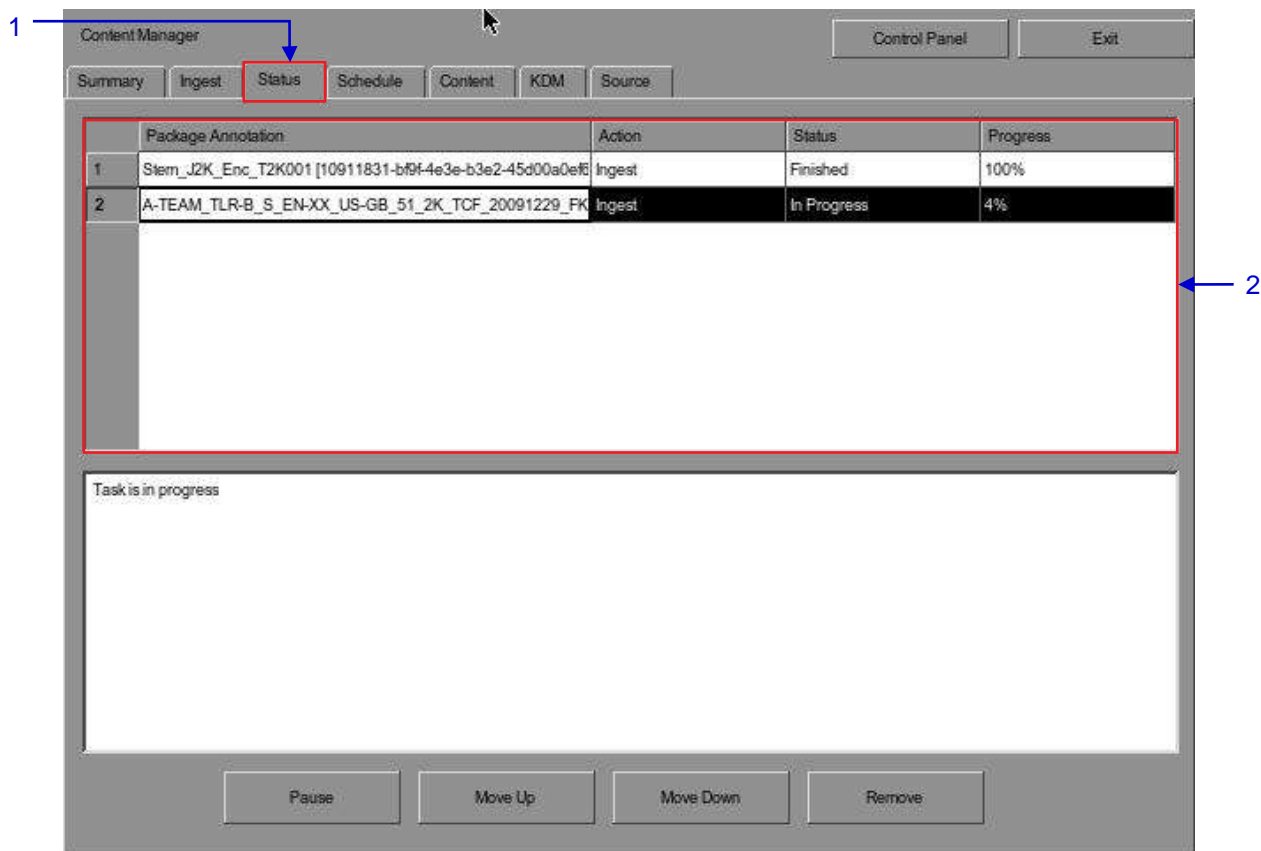 1
Content Manager
Control Panel
Exit
Summary
Ingest
Status
Schedule
Content
KDM
Source
Package Annotation
Action
Status
Progress
1
Stem_J2K_Enc_T2K001 [10911831-bf9f-4e3e-b3e2-45d00a0ef6
Ingest
Finished
100%
2
A-TEAM_TLR-B_S_EN-XX_US-GB_51_2K_TCF_20091229_FK
Ingest
In Progress
4%
2
Task is in progress
Pause
Move Up
Move Down
Remove